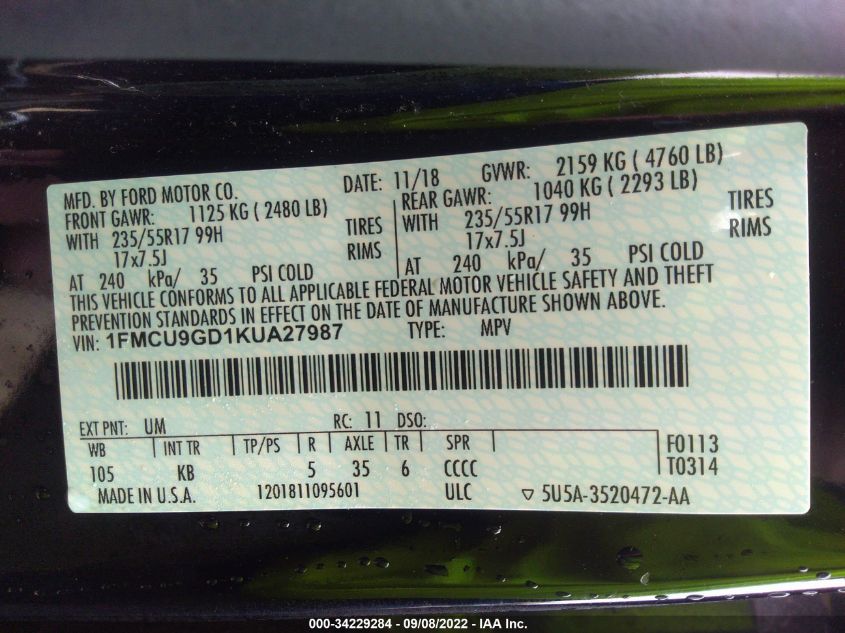 MFD. BY FORD MOTOR CO. DATE: 11/18 GVWR: 2159 KG ( 4760 LB)
FRONT GAWR: 1125 KG ( 2480 LB) REAR GAWR: 1040 KG ( 2293 LB)
WITH 235/55R17 99H TIRES WITH 235/55R17 99H TIRES
17x7.5J RIMS 17x7.5J RIMS
AT 240 kPa/ 35 PSI COLD AT 240 kPa/ 35 PSI COLD
THIS VEHICLE CONFORMS TO ALL APPLICABLE FEDERAL MOTOR VEHICLE SAFETY AND THEFT
PREVENTION STANDARDS IN EFFECT ON THE DATE OF MANUFACTURE SHOWN ABOVE.
VIN: 1FMCU9GD1KUA27987 TYPE: MPV
EXT PNT: UM RC: 11 DSO:
WB INT TR TP/PS R AXLE TR SPR F0113
105 KB 5 35 6 CCCC T0314
MADE IN U.S.A. 1201811095601 ULC ▽ 5U5A-3520472-AA
000-34229284 - 09/08/2022 - IAA Inc.